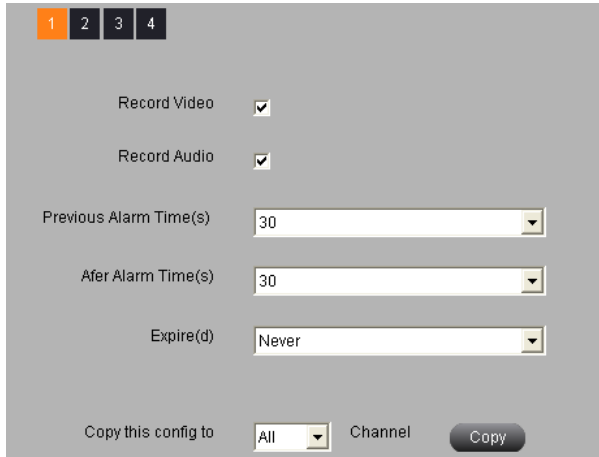 1 2 3 4
Record Video
Record Audio
Previous Alarm Time(s) 30
Afer Alarm Time(s) 30
Expire(d) Never
Copy this config to All Channel Copy